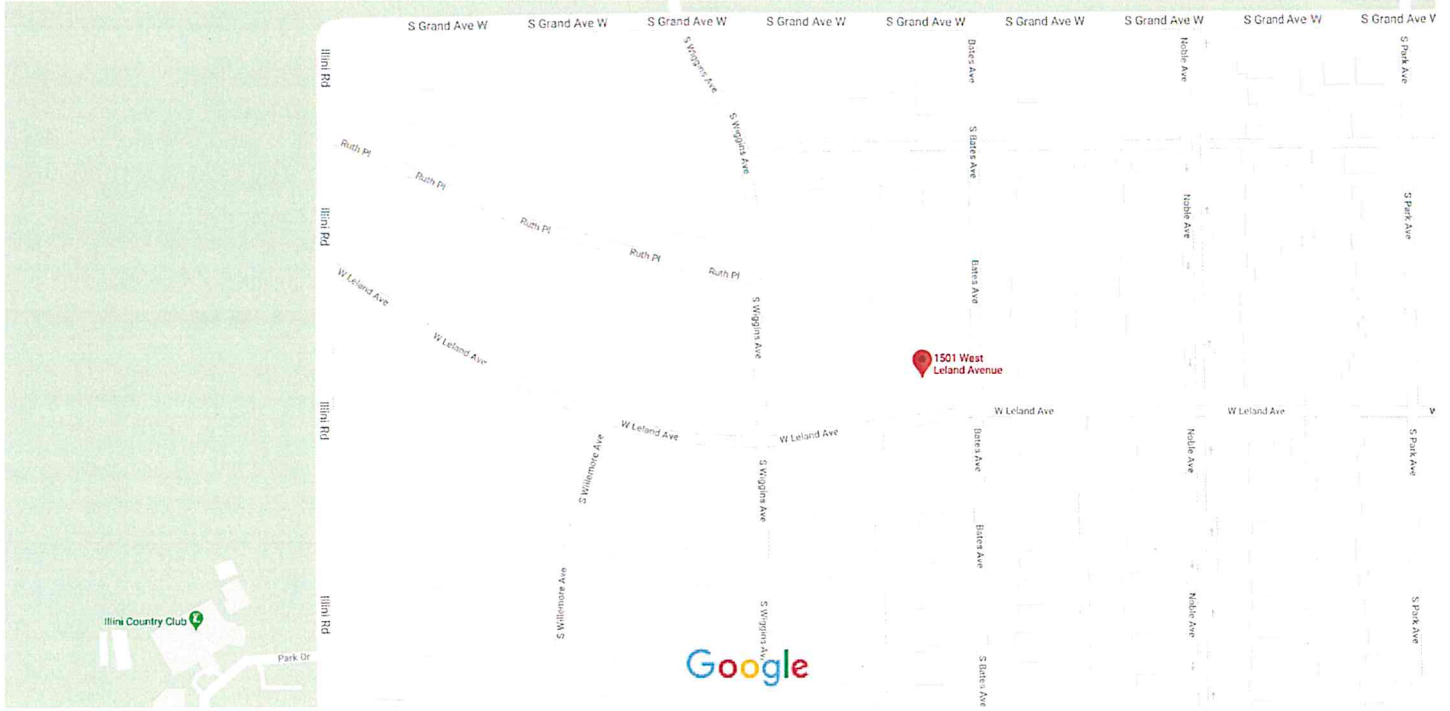 S Grand Ave W
S Grand Ave W
S Grand Ave W
S Grand Ave W
S Grand Ave W
S Grand Ave W
S Grand Ave W
S Grand Ave W
S Grand Ave
Illini Rd
S Wiggins Ave
Bates Ave
Noble Ave
S Park Ave
S Wiggins Ave
S Bates Ave
Ruth Pl
Ruth Pl
Illini Rd
Ruth Pl
Noble Ave
S Park Ave
Ruth Pl
Ruth Pl
Bates Ave
W Leland Ave
S Wiggins Ave
W Leland Ave
1501 West
Leland Avenue
Illini Rd
W Leland Ave
W Leland Ave
W Leland Ave
W Leland Ave
W
S Willemore Ave
S Wiggins Ave
Bates Ave
Noble Ave
S Park Ave
Bates Ave
S Willemore Ave
Illini Country Club
Illini Rd
S Wiggins Av
Noble Ave
S Park Ave
Park Dr
Google
S Bates Ave